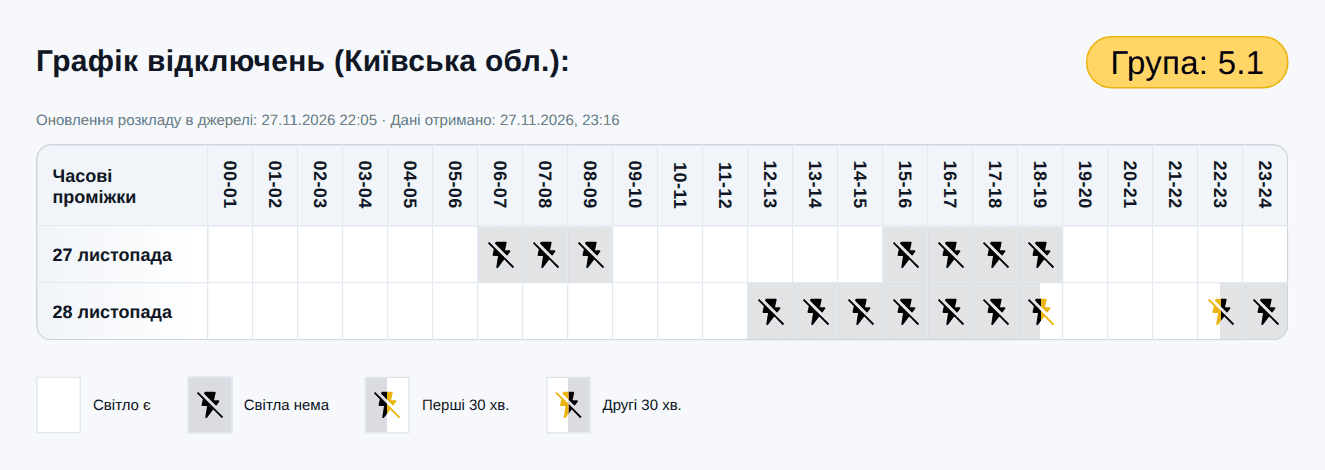 Графік відключень (Київська обл.):
Група: 5.1
Оновлення розкладу в джерелі: 27.11.2026 22:05 · Дані отримано: 27.11.2026, 23:16
Часові
проміжки
00-01
01-02
02-03
03-04
04-05
05-06
06-07
07-08
08-09
09-10
10-11
11-12
12-13
13-14
14-15
15-16
16-17
17-18
18-19
19-20
20-21
21-22
22-23
23-24
27 листопада
28 листопада
Світло є
Світла нема
Перші 30 хв.
Другі 30 хв.